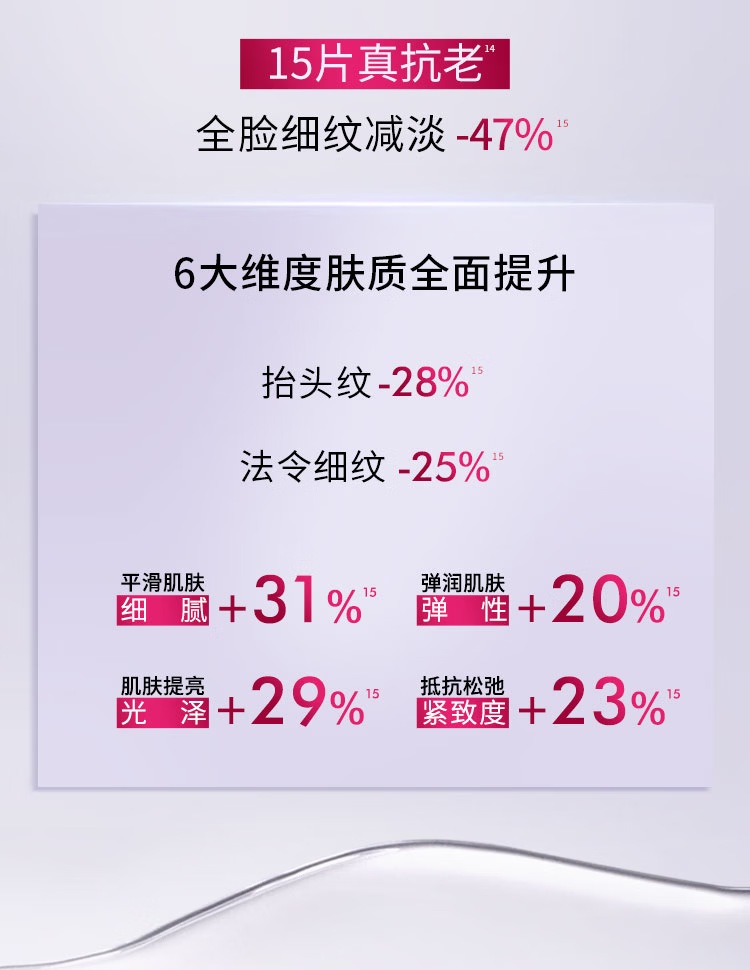 15片真抗老14
全脸细纹减淡 -47%15
6大维度肤质全面提升
抬头纹 -28%15
法令细纹 -25%15
平滑肌肤
细 腻 +31%15
弹润肌肤
弹 性 +20%15
肌肤提亮
光 泽 +29%15
抵抗松弛
紧致度 +23%15